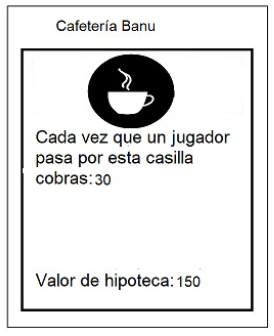 Cafetería Banu
Cada vez que un jugador
pasa por esta casilla
cobras: 30
Valor de hipoteca: 150